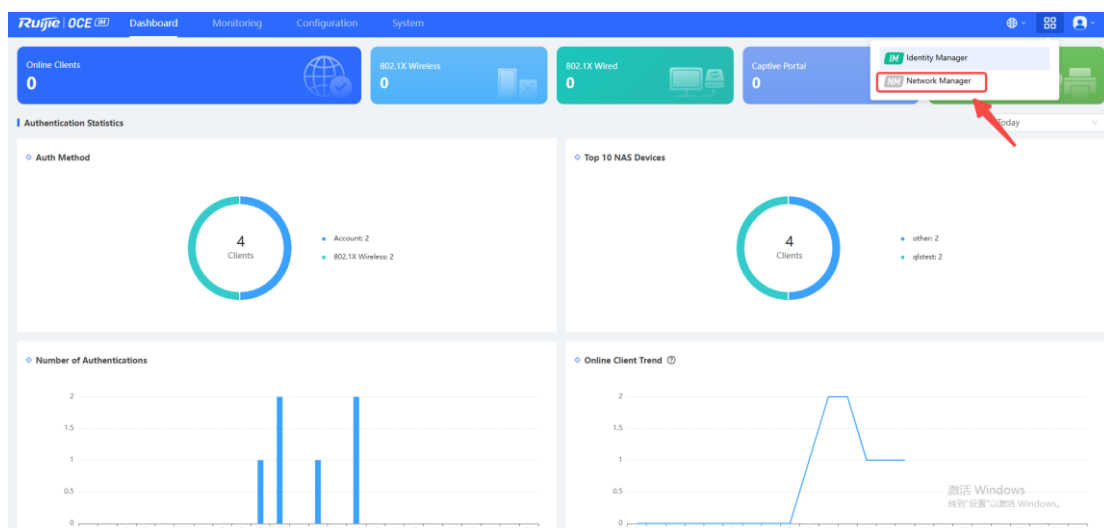 Ruijie | OCE IM Dashboard Monitoring Configuration System
Online Clients
0
802.1X Wireless
0
802.1X Wired
0
Captive Portal
0
IM Identity Manager
NM Network Manager
Authentication Statistics
Today
Auth Method
4
Clients
Account: 2
802.1X Wireless: 2
Top 10 NAS Devices
4
Clients
other: 2
qlstest: 2
Number of Authentications
2
1.5
1
0.5
0
Online Client Trend
2
1.5
1
0.5
0
激活 Windows
转到"设置"以激活 Windows。